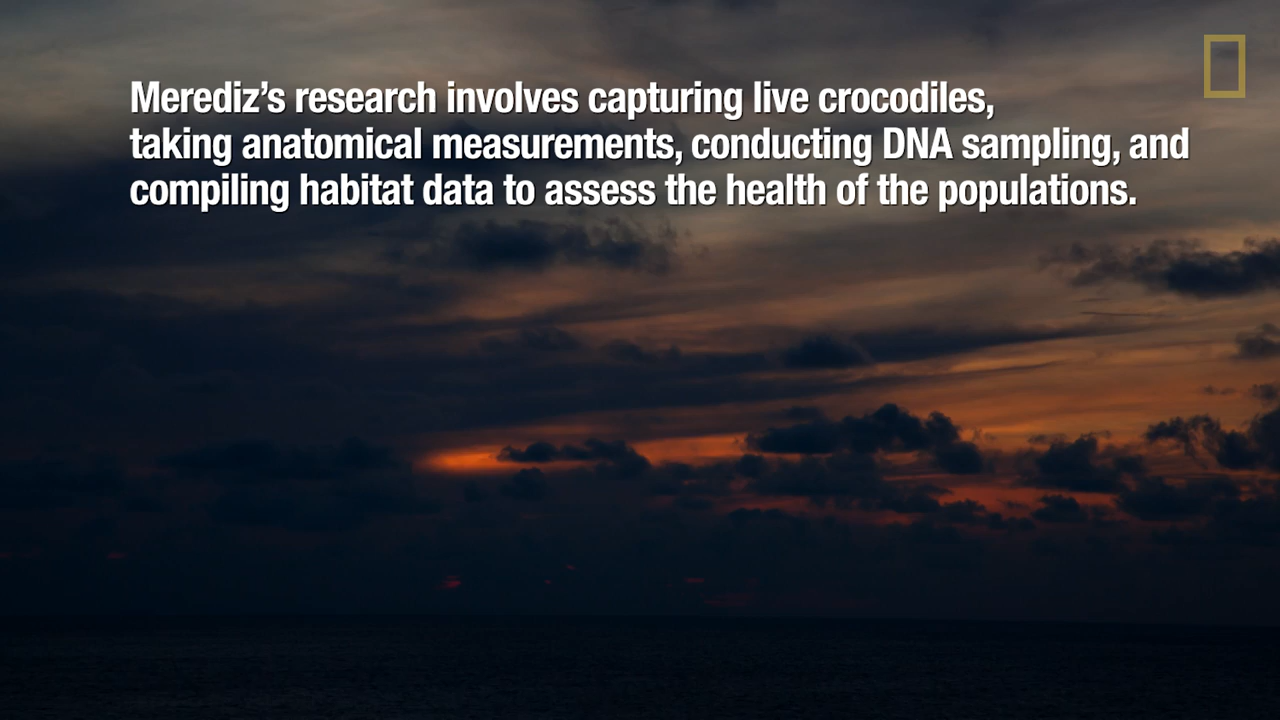 Merediz’s research involves capturing live crocodiles,
taking anatomical measurements, conducting DNA sampling, and
compiling habitat data to assess the health of the populations.